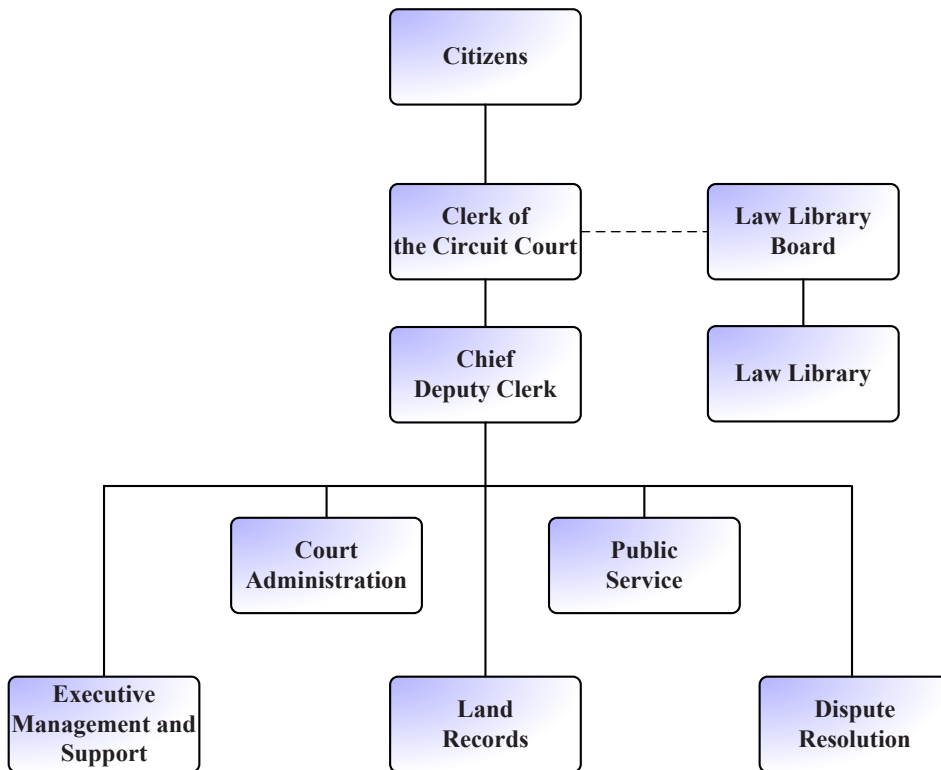 Citizens
Clerk of
the Circuit Court
Law Library
Board
Chief
Deputy Clerk
Law Library
Court
Administration
Public
Service
Executive
Management and
Support
Land
Records
Dispute
Resolution